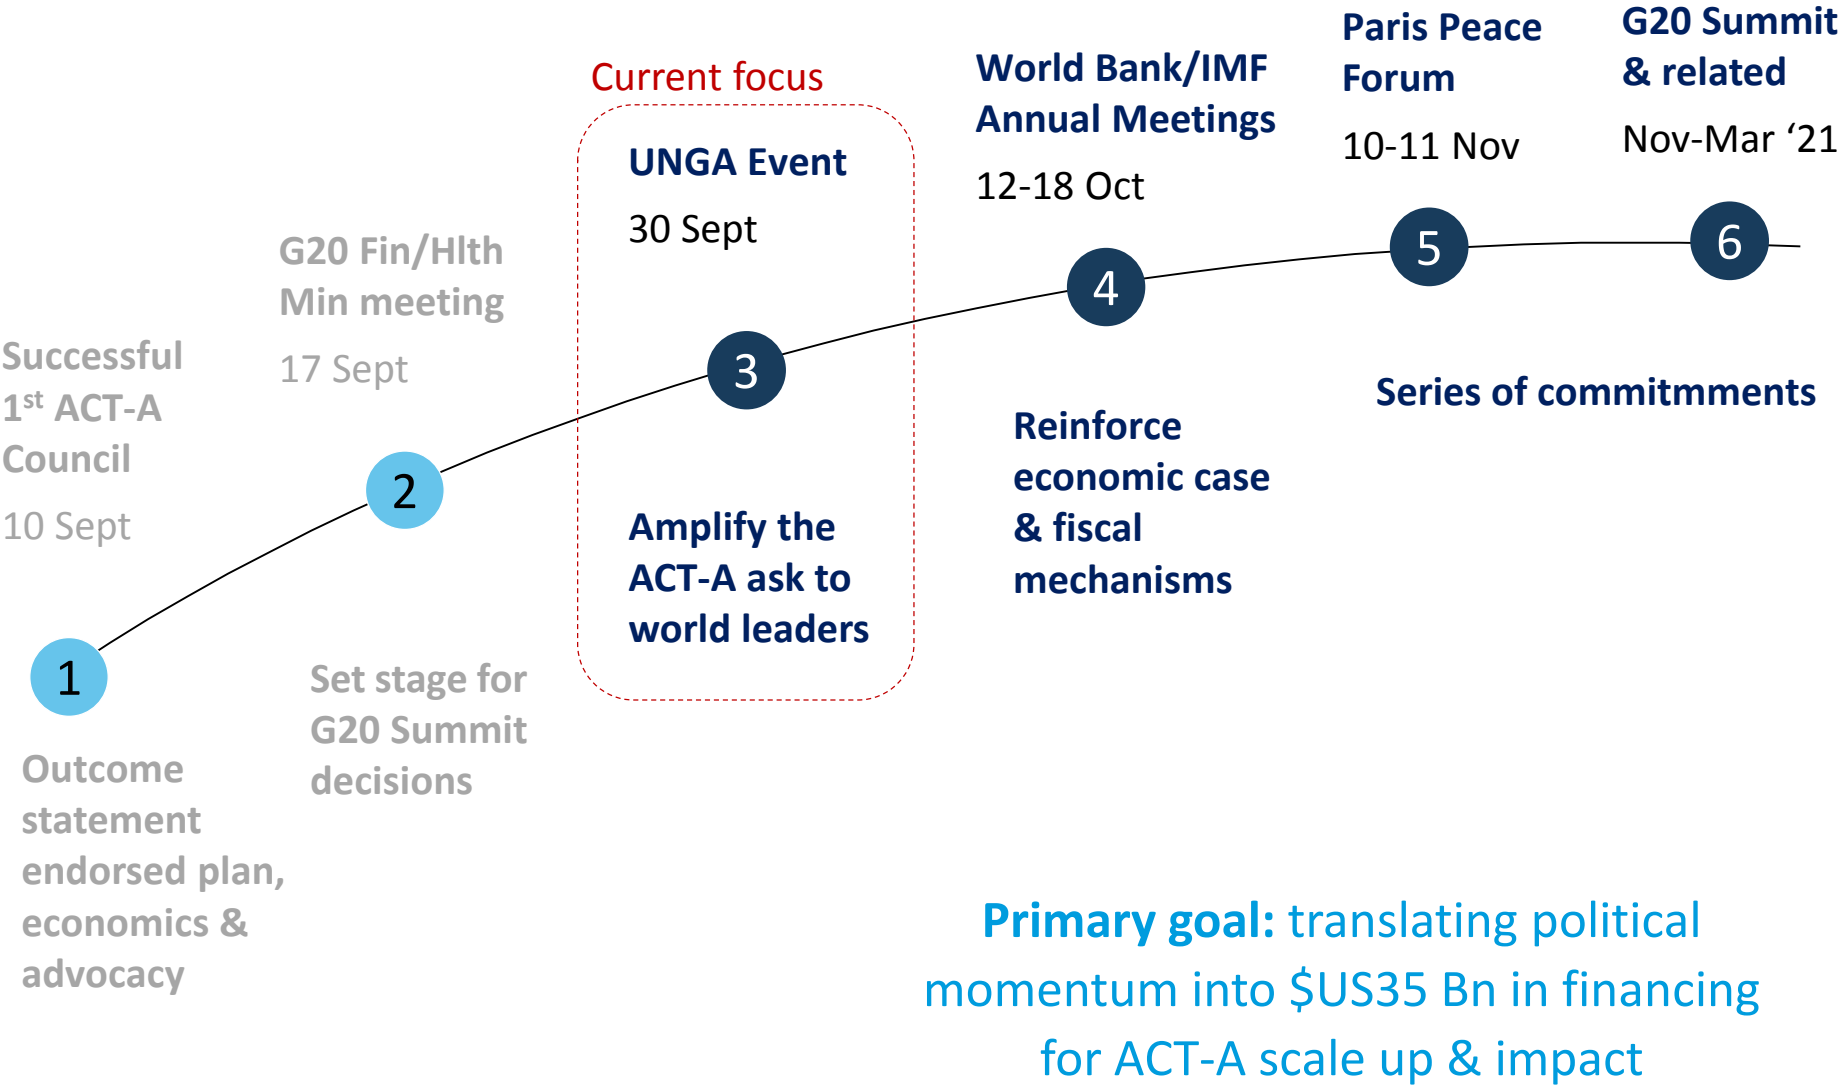 Successful
1st ACT-A
Council
10 Sept
1
Outcome
statement
endorsed plan,
economics &
advocacy
G20 Fin/Hlth
Min meeting
17 Sept
2
Set stage for
G20 Summit
decisions
Current focus
UNGA Event
30 Sept
3
Amplify the
ACT-A ask to
world leaders
World Bank/IMF
Annual Meetings
12-18 Oct
4
Reinforce
economic case
& fiscal
mechanisms
Paris Peace
Forum
10-11 Nov
5
G20 Summit
& related
Nov-Mar ‘21
6
Series of commitmments
Primary goal: translating political
momentum into $US35 Bn in financing
for ACT-A scale up & impact